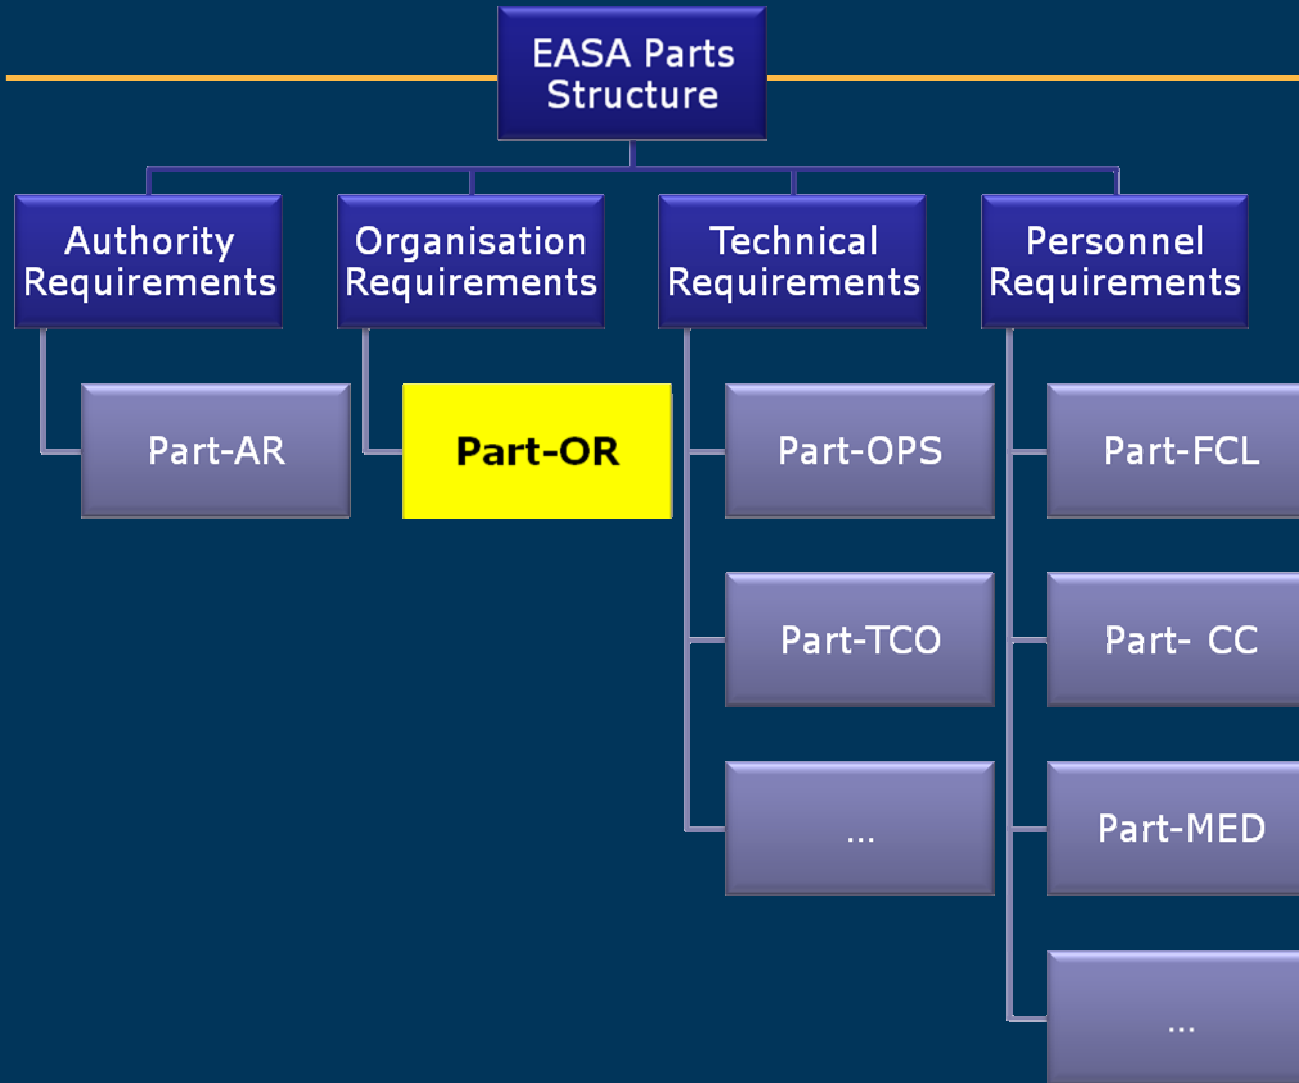 EASA Parts
Structure
Authority
Requirements
Organisation
Requirements
Technical
Requirements
Personnel
Requirements
Part-AR
Part-OR
Part-OPS
Part-FCL
Part-TCO
Part- CC
...
Part-MED
...